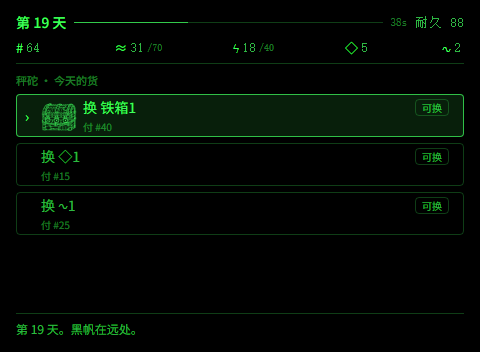 第 19 天 38s 耐久 88
# 64 ≈ 31 /70 ϟ 18 /40 ◇ 5 ∿ 2
秤砣 · 今天的货
› 换 铁箱1 可换
付 #40
换 ◇1 可换
付 #15
换 ∿1 可换
付 #25
第 19 天。黑帆在远处。